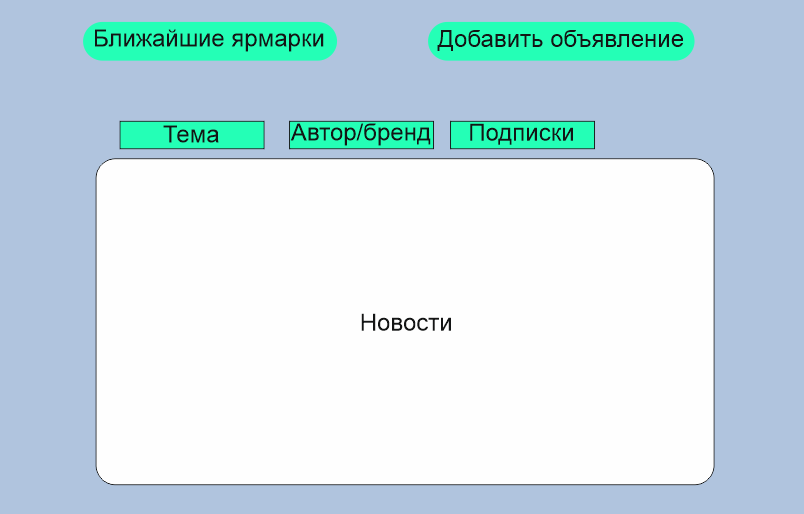 Ближайшие ярмарки
Добавить объявление
Тема
Автор/бренд
Подписки
Новости